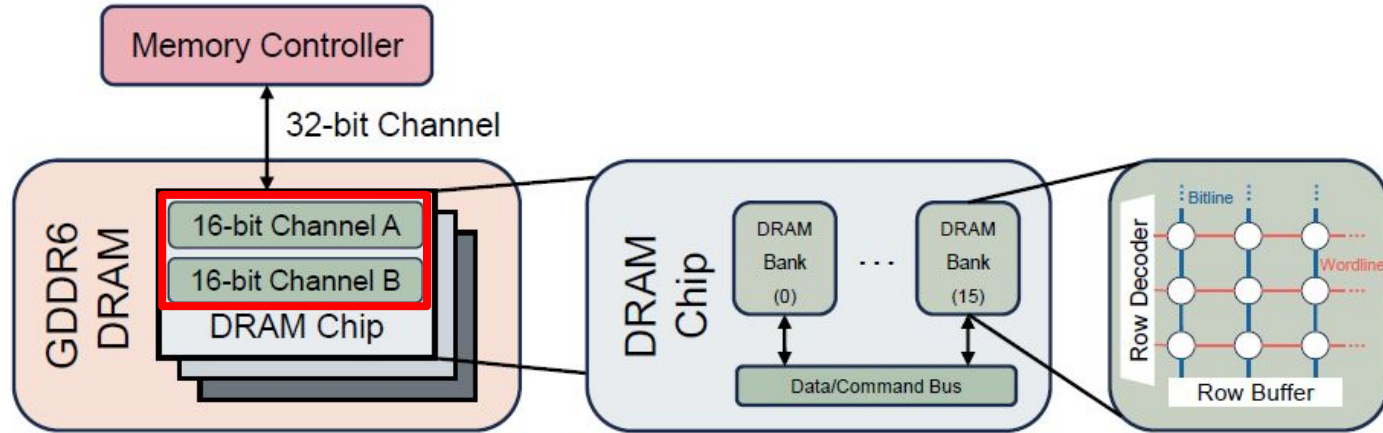 Memory Controller
32-bit Channel
GDDR6
DRAM
16-bit Channel A
16-bit Channel B
DRAM Chip
DRAM
Chip
DRAM
Bank
(0)
...
DRAM
Bank
(15)
Data/Command Bus
Row Decoder
Bitline
Wordline
Row Buffer